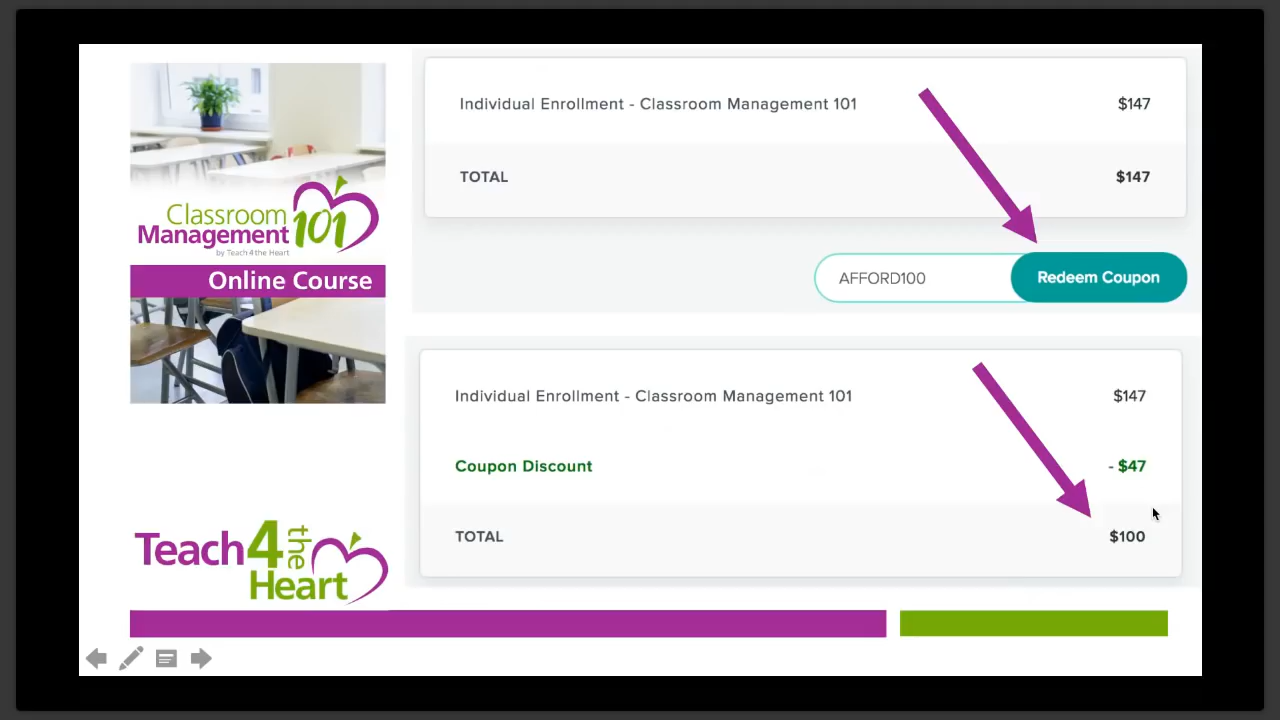 Classroom
Management 101
by Teach 4 the Heart
Online Course
Teach 4 the Heart
Individual Enrollment - Classroom Management 101 $147
TOTAL $147
AFFORD100 Redeem Coupon
Individual Enrollment - Classroom Management 101 $147
Coupon Discount - $47
TOTAL $100